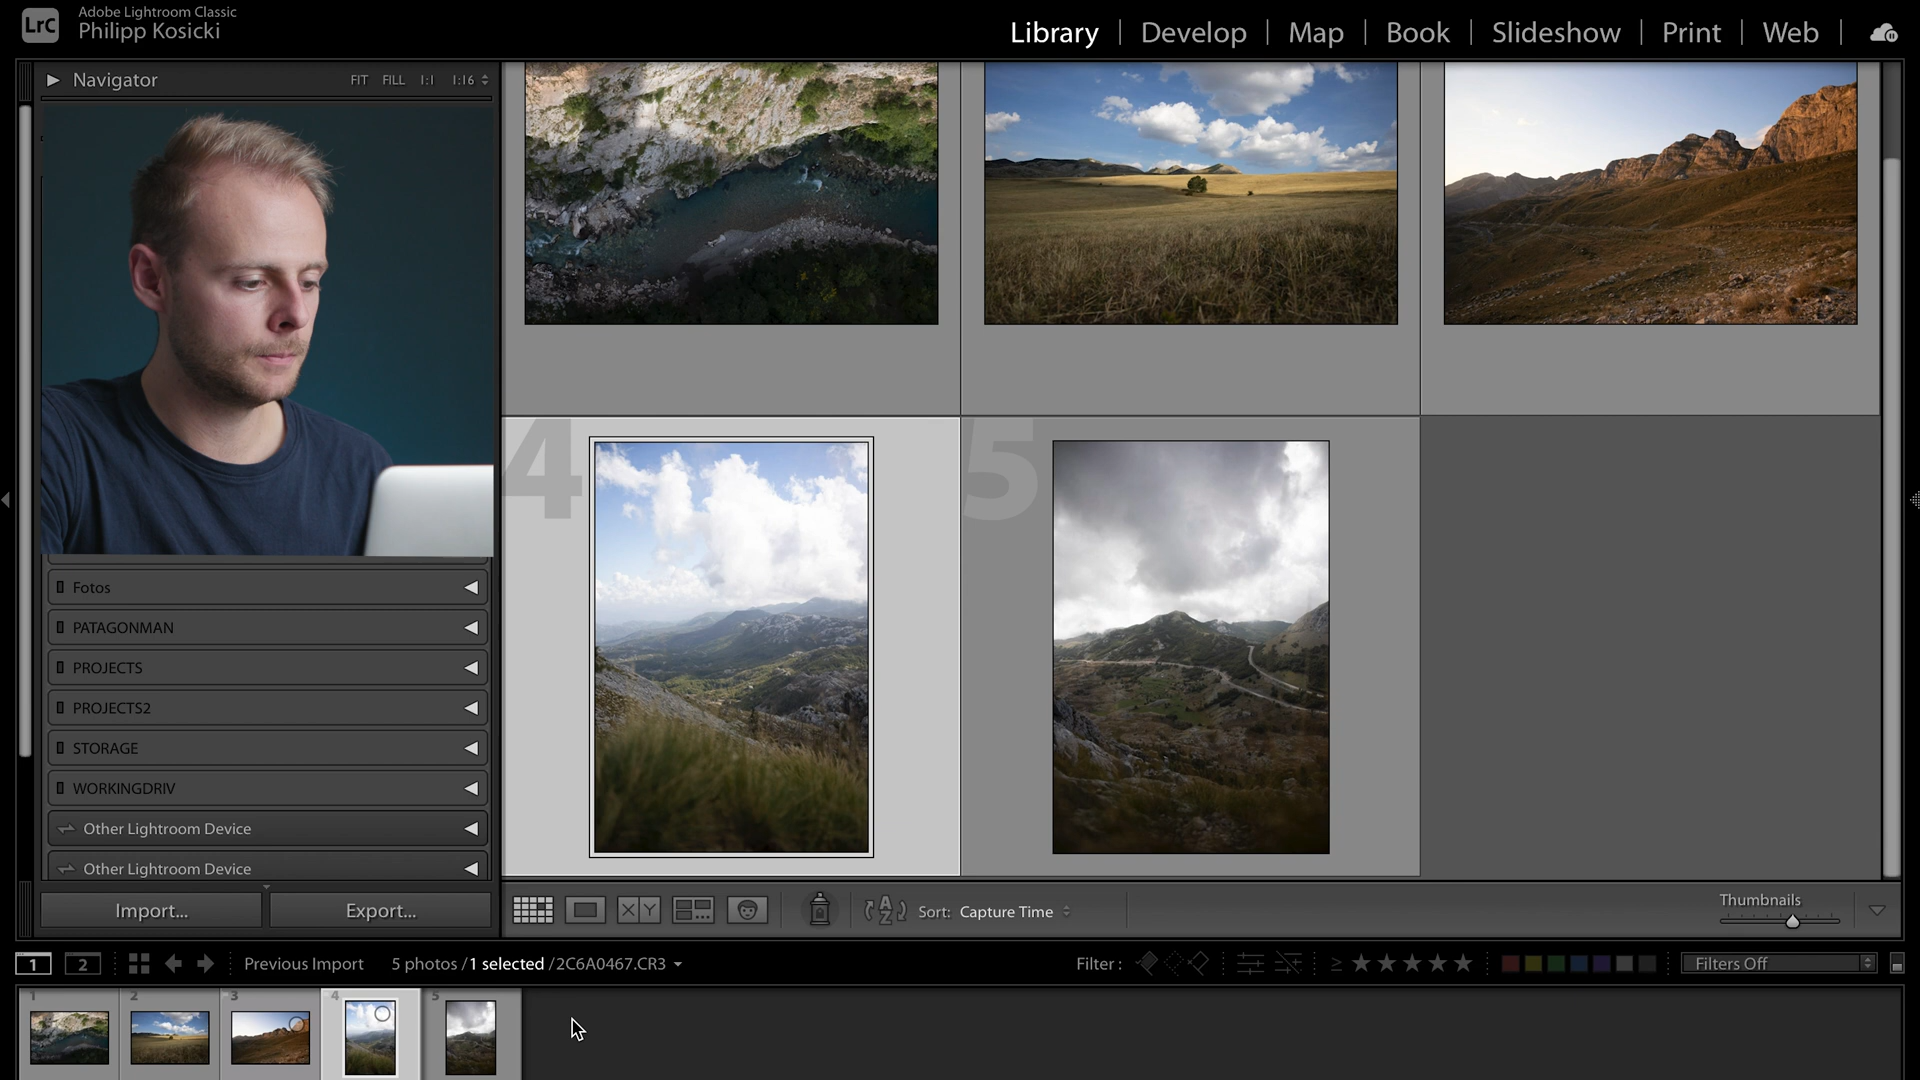 LrC
Adobe Lightroom Classic
Philipp Kosicki
Library | Develop | Map | Book | Slideshow | Print | Web |
Navigator
FIT FILL 1:1 1:16
4
5
Fotos
PATAGONMAN
PROJECTS
PROJECTS2
STORAGE
WORKINGDRIV
Other Lightroom Device
Other Lightroom Device
Import...
Export...
X Y
A Z
Sort: Capture Time
Thumbnails
1
2
Previous Import
5 photos / 1 selected / 2C6A0467.CR3
Filter :
≥ ★ ★ ★ ★ ★
Filters Off
1
2
3
4
5